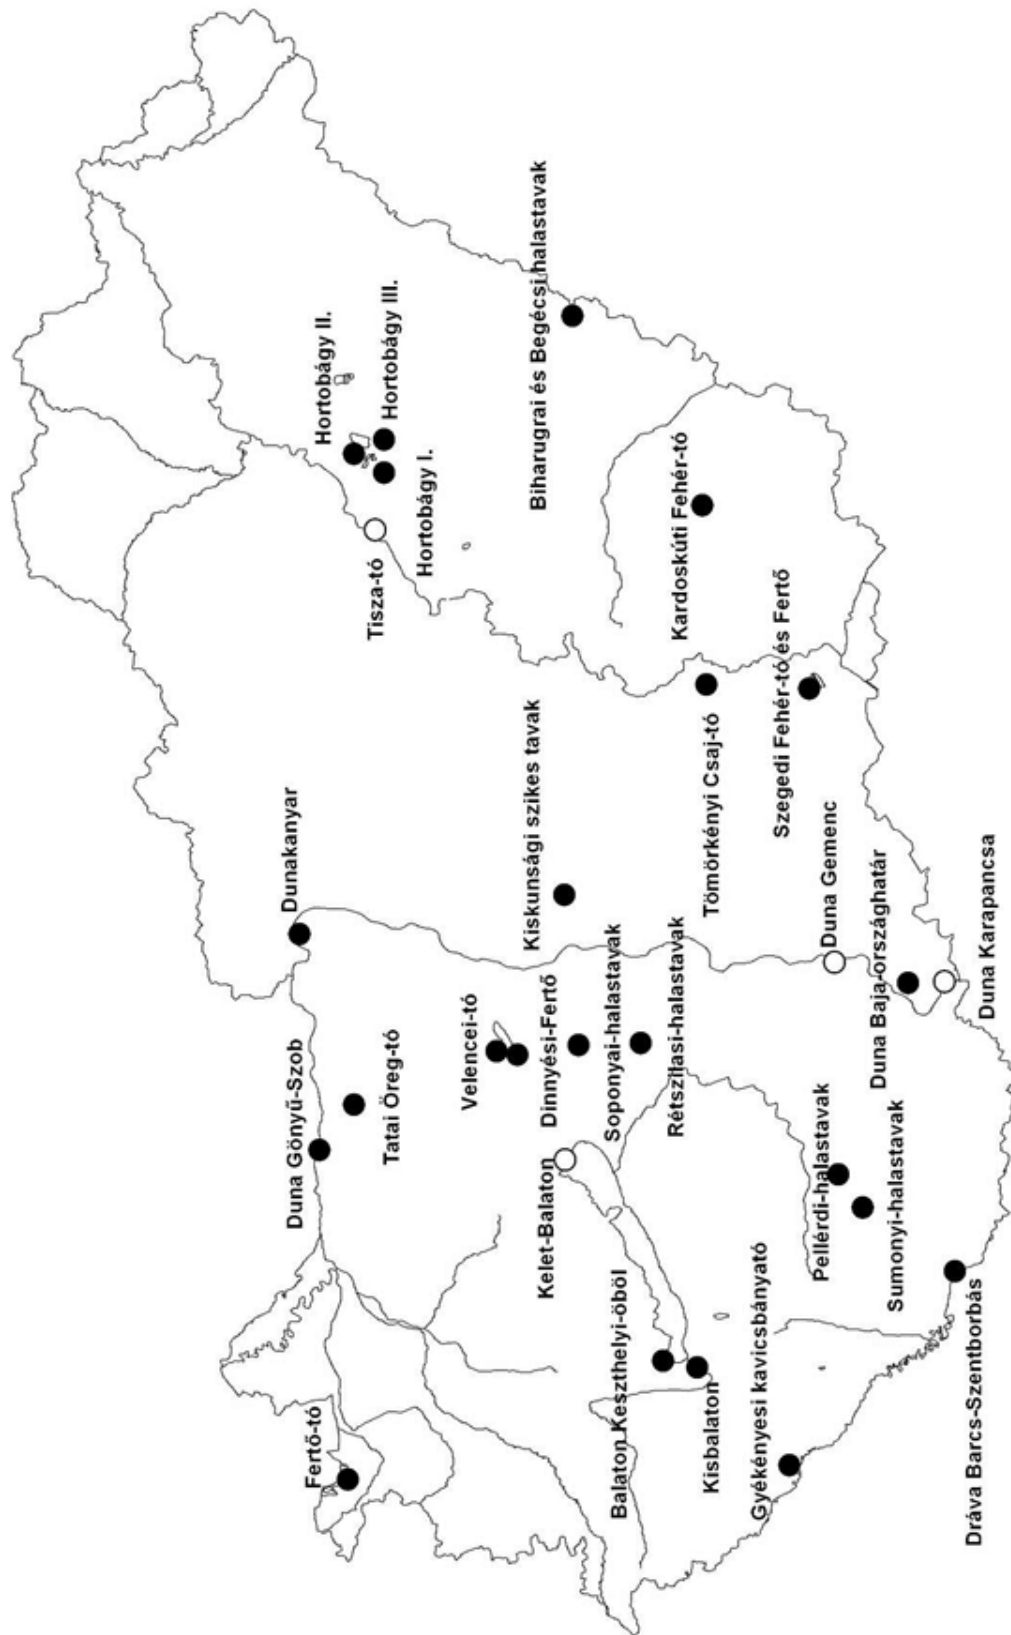 Fertő-tó
Duna Gönyű-Szob
Dunakanyar
Tatai Öreg-tó
Velencei-tó
Dinnyési-Fertő
Soponyai-halastavak
Rétszilasi-halastavak
Kiskunsági szikes tavak
Kelet-Balaton
Balaton Keszthelyi-öböl
Kisbalaton
Gyékényesi kavicsbányató
Dráva Barcs-Szentborbás
Pellérdi-halastavak
Sumonyi-halastavak
Duna Gemenc
Duna Baja-országhatár
Duna Karapancsa
Tömörkényi Csaj-tó
Szegedi Fehér-tó és Fertő
Kardoskúti Fehér-tó
Biharugrai és Begécsi halastavak
Tisza-tó
Hortobágy I.
Hortobágy II.
Hortobágy III.